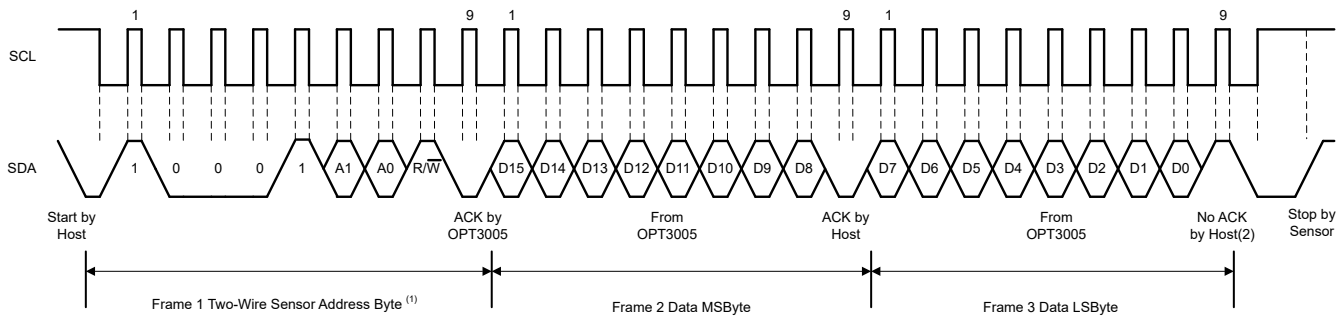 1 9 1 9 1 9
SCL
SDA
1 0 0 0 1 A1 A0 R/W D15 D14 D13 D12 D11 D10 D9 D8 D7 D6 D5 D4 D3 D2 D1 D0
Start by
Host
ACK by
OPT3005
From
OPT3005
ACK by
Host
From
OPT3005
No ACK
by Host(2)
Stop by
Sensor
Frame 1 Two-Wire Sensor Address Byte (1)
Frame 2 Data MSByte
Frame 3 Data LSByte